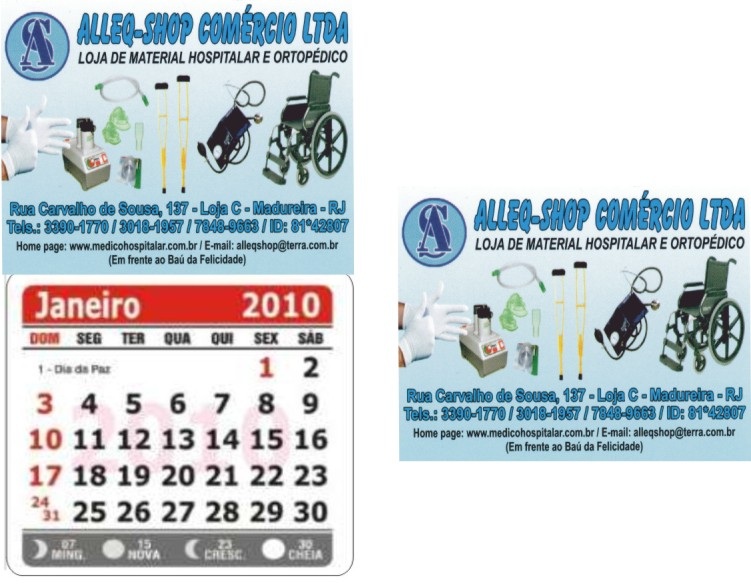 ALLEQ-SHOP COMÉRCIO LTDA
LOJA DE MATERIAL HOSPITALAR E ORTOPÉDICO
Rua Carvalho de Sousa, 137 - Loja C - Madureira - RJ
Tels.: 3390-1770 / 3018-1957 / 7848-9663 / ID: 81*42807
Home page: www.medicohospitalar.com.br / E-mail: alleqshop@terra.com.br
(Em frente ao Baú da Felicidade)
Janeiro 2010
DOM SEG TER QUA QUI SEX SÁB
1 - Dia da Paz 1 2
3 4 5 6 7 8 9
10 11 12 13 14 15 16
17 18 19 20 21 22 23
24 31 25 26 27 28 29 30
2010
07 MING. 15 NOVA 23 CRESC. 30 CHEIA
ALLEQ-SHOP COMÉRCIO LTDA
LOJA DE MATERIAL HOSPITALAR E ORTOPÉDICO
Rua Carvalho de Sousa, 137 - Loja C - Madureira - RJ
Tels.: 3390-1770 / 3018-1957 / 7848-9663 / ID: 81*42807
Home page: www.medicohospitalar.com.br / E-mail: alleqshop@terra.com.br
(Em frente ao Baú da Felicidade)